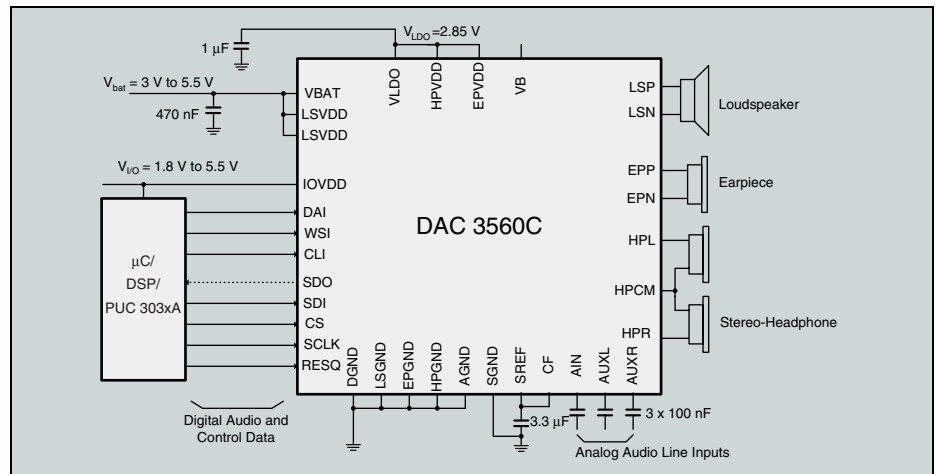 V_LDO =2.85 V
1 μF
V_bat = 3 V to 5.5 V
470 nF
V_I/O = 1.8 V to 5.5 V
VLDO
HPVDD
EPVDD
VB
VBAT
LSVDD
LSVDD
IOVDD
DAI
WSI
CLI
SDO
SDI
CS
SCLK
RESQ
μC/
DSP/
PUC 303xA
DAC 3560C
LSP
LSN
Loudspeaker
EPP
EPN
Earpiece
HPL
HPCM
HPR
Stereo-Headphone
DGND
LSGND
EPGND
HPGND
AGND
SGND
SREF
CF
AIN
AUXL
AUXR
3.3 μF
3 x 100 nF
Digital Audio and
Control Data
Analog Audio Line Inputs